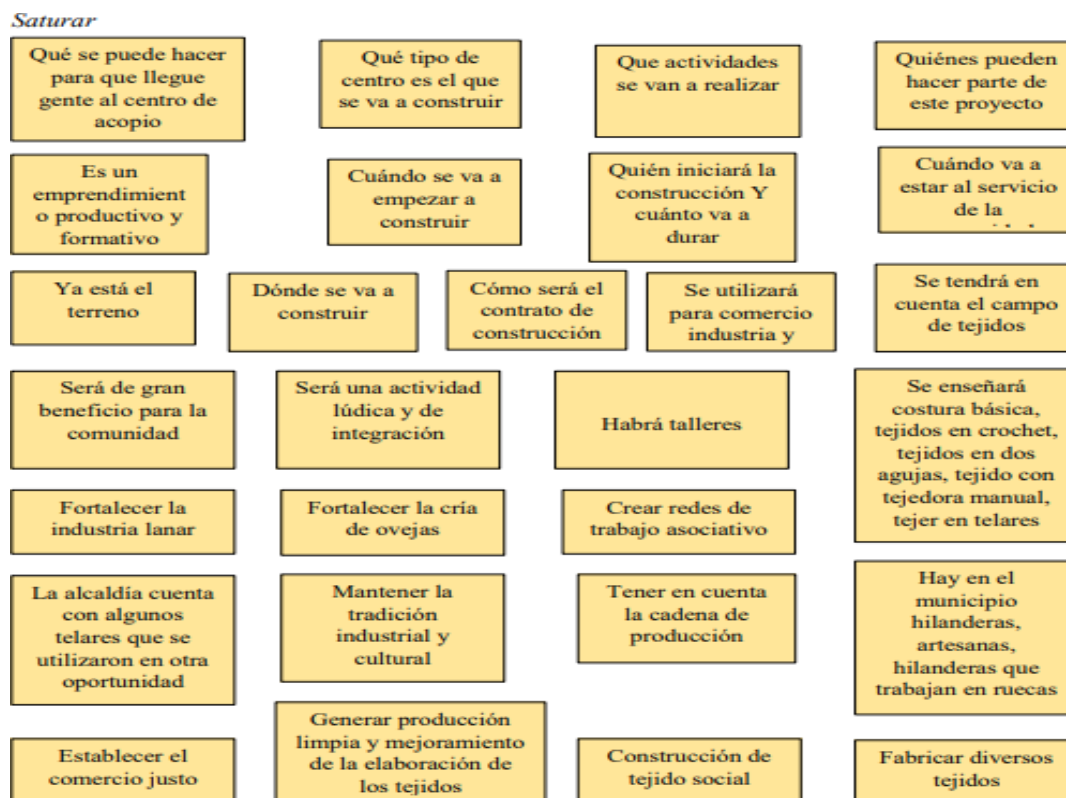 Saturar
Qué se puede hacer
para que llegue
gente al centro de
acopio
Qué tipo de
centro es el que
se va a construir
Que actividades
se van a realizar
Quiénes pueden
hacer parte de
este proyecto
Es un
emprendimient
o productivo y
formativo
Cuándo se va a
empezar a
construir
Quién iniciará la
construcción Y
cuánto va a
durar
Cuándo va a
estar al servicio
de la
Ya está el
terreno
Dónde se va a
construir
Cómo será el
contrato de
construcción
Se utilizará
para comercio
industria y
Se tendrá en
cuenta el campo
de tejidos
Será de gran
beneficio para la
comunidad
Será una actividad
lúdica y de
integración
Habrá talleres
Se enseñará
costura básica,
tejidos en crochet,
tejidos en dos
agujas, tejido con
tejedora manual,
tejer en telares
Fortalecer la
industria lanar
Fortalecer la cría
de ovejas
Crear redes de
trabajo asociativo
La alcaldía cuenta
con algunos
telares que se
utilizaron en otra
oportunidad
Mantener la
tradición
industrial y
cultural
Tener en cuenta
la cadena de
producción
Hay en el
municipio
hilanderas,
artesanas,
hilanderas que
trabajan en ruecas
Establecer el
comercio justo
Generar producción
limpia y mejoramiento
de la elaboración de
los tejidos
Construcción de
tejido social
Fabricar diversos
tejidos